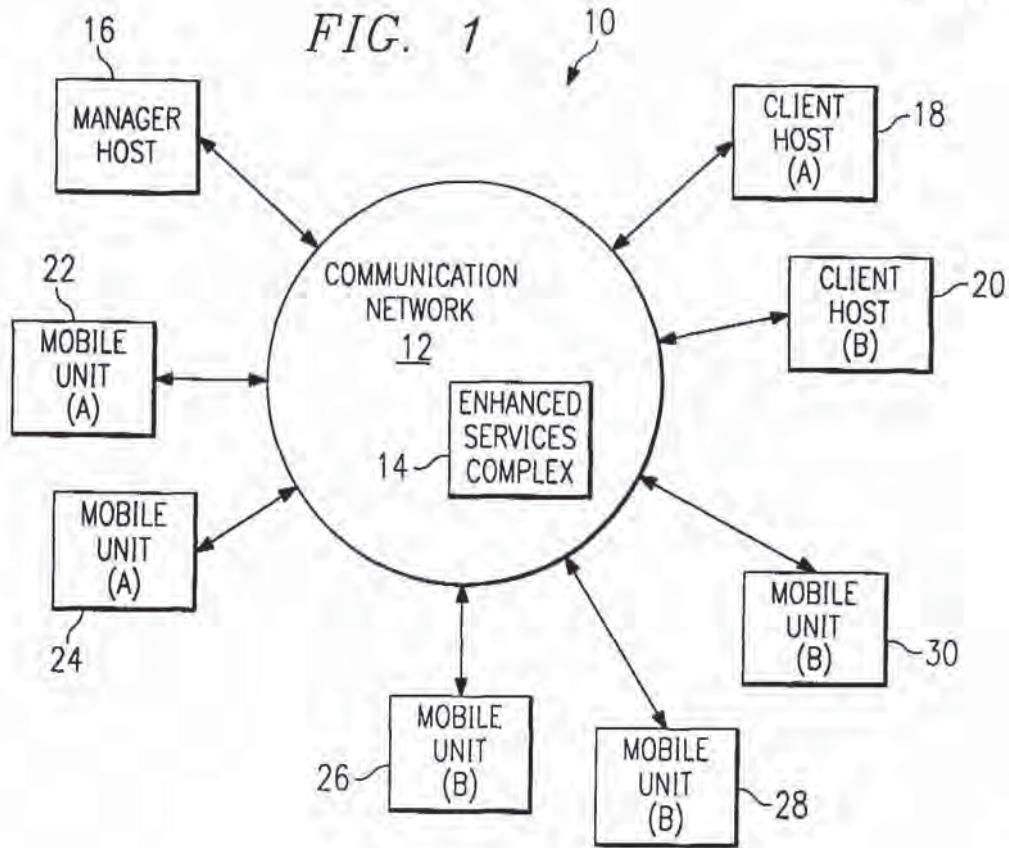 FIG. 1
10
16
MANAGER
HOST
CLIENT
HOST
(A)
18
CLIENT
HOST
(B)
20
22
MOBILE
UNIT
(A)
COMMUNICATION
NETWORK
12
ENHANCED
SERVICES
COMPLEX
14
MOBILE
UNIT
(A)
24
MOBILE
UNIT
(B)
26
MOBILE
UNIT
(B)
28
MOBILE
UNIT
(B)
30